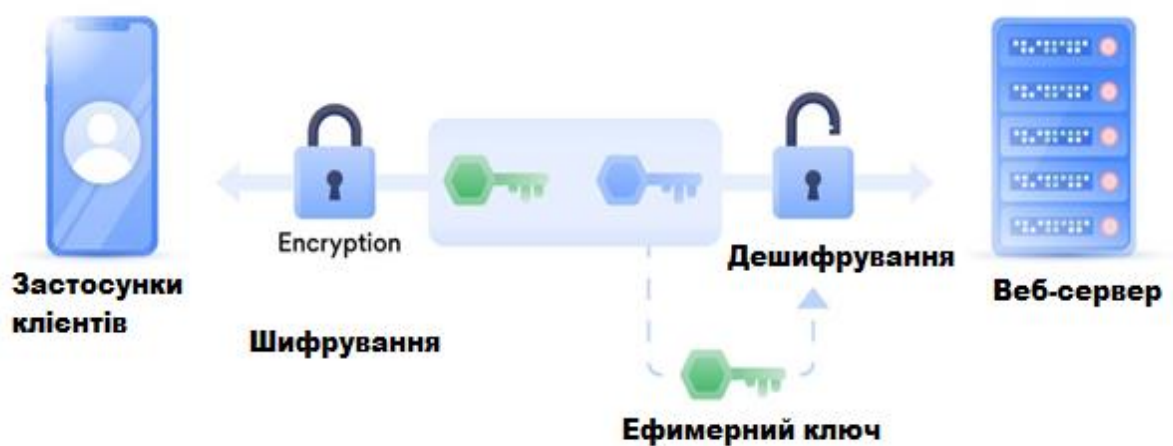 Encryption
Дешифрування
Застосунки
клієнтів
Веб-сервер
Шифрування
Ефимерний ключ